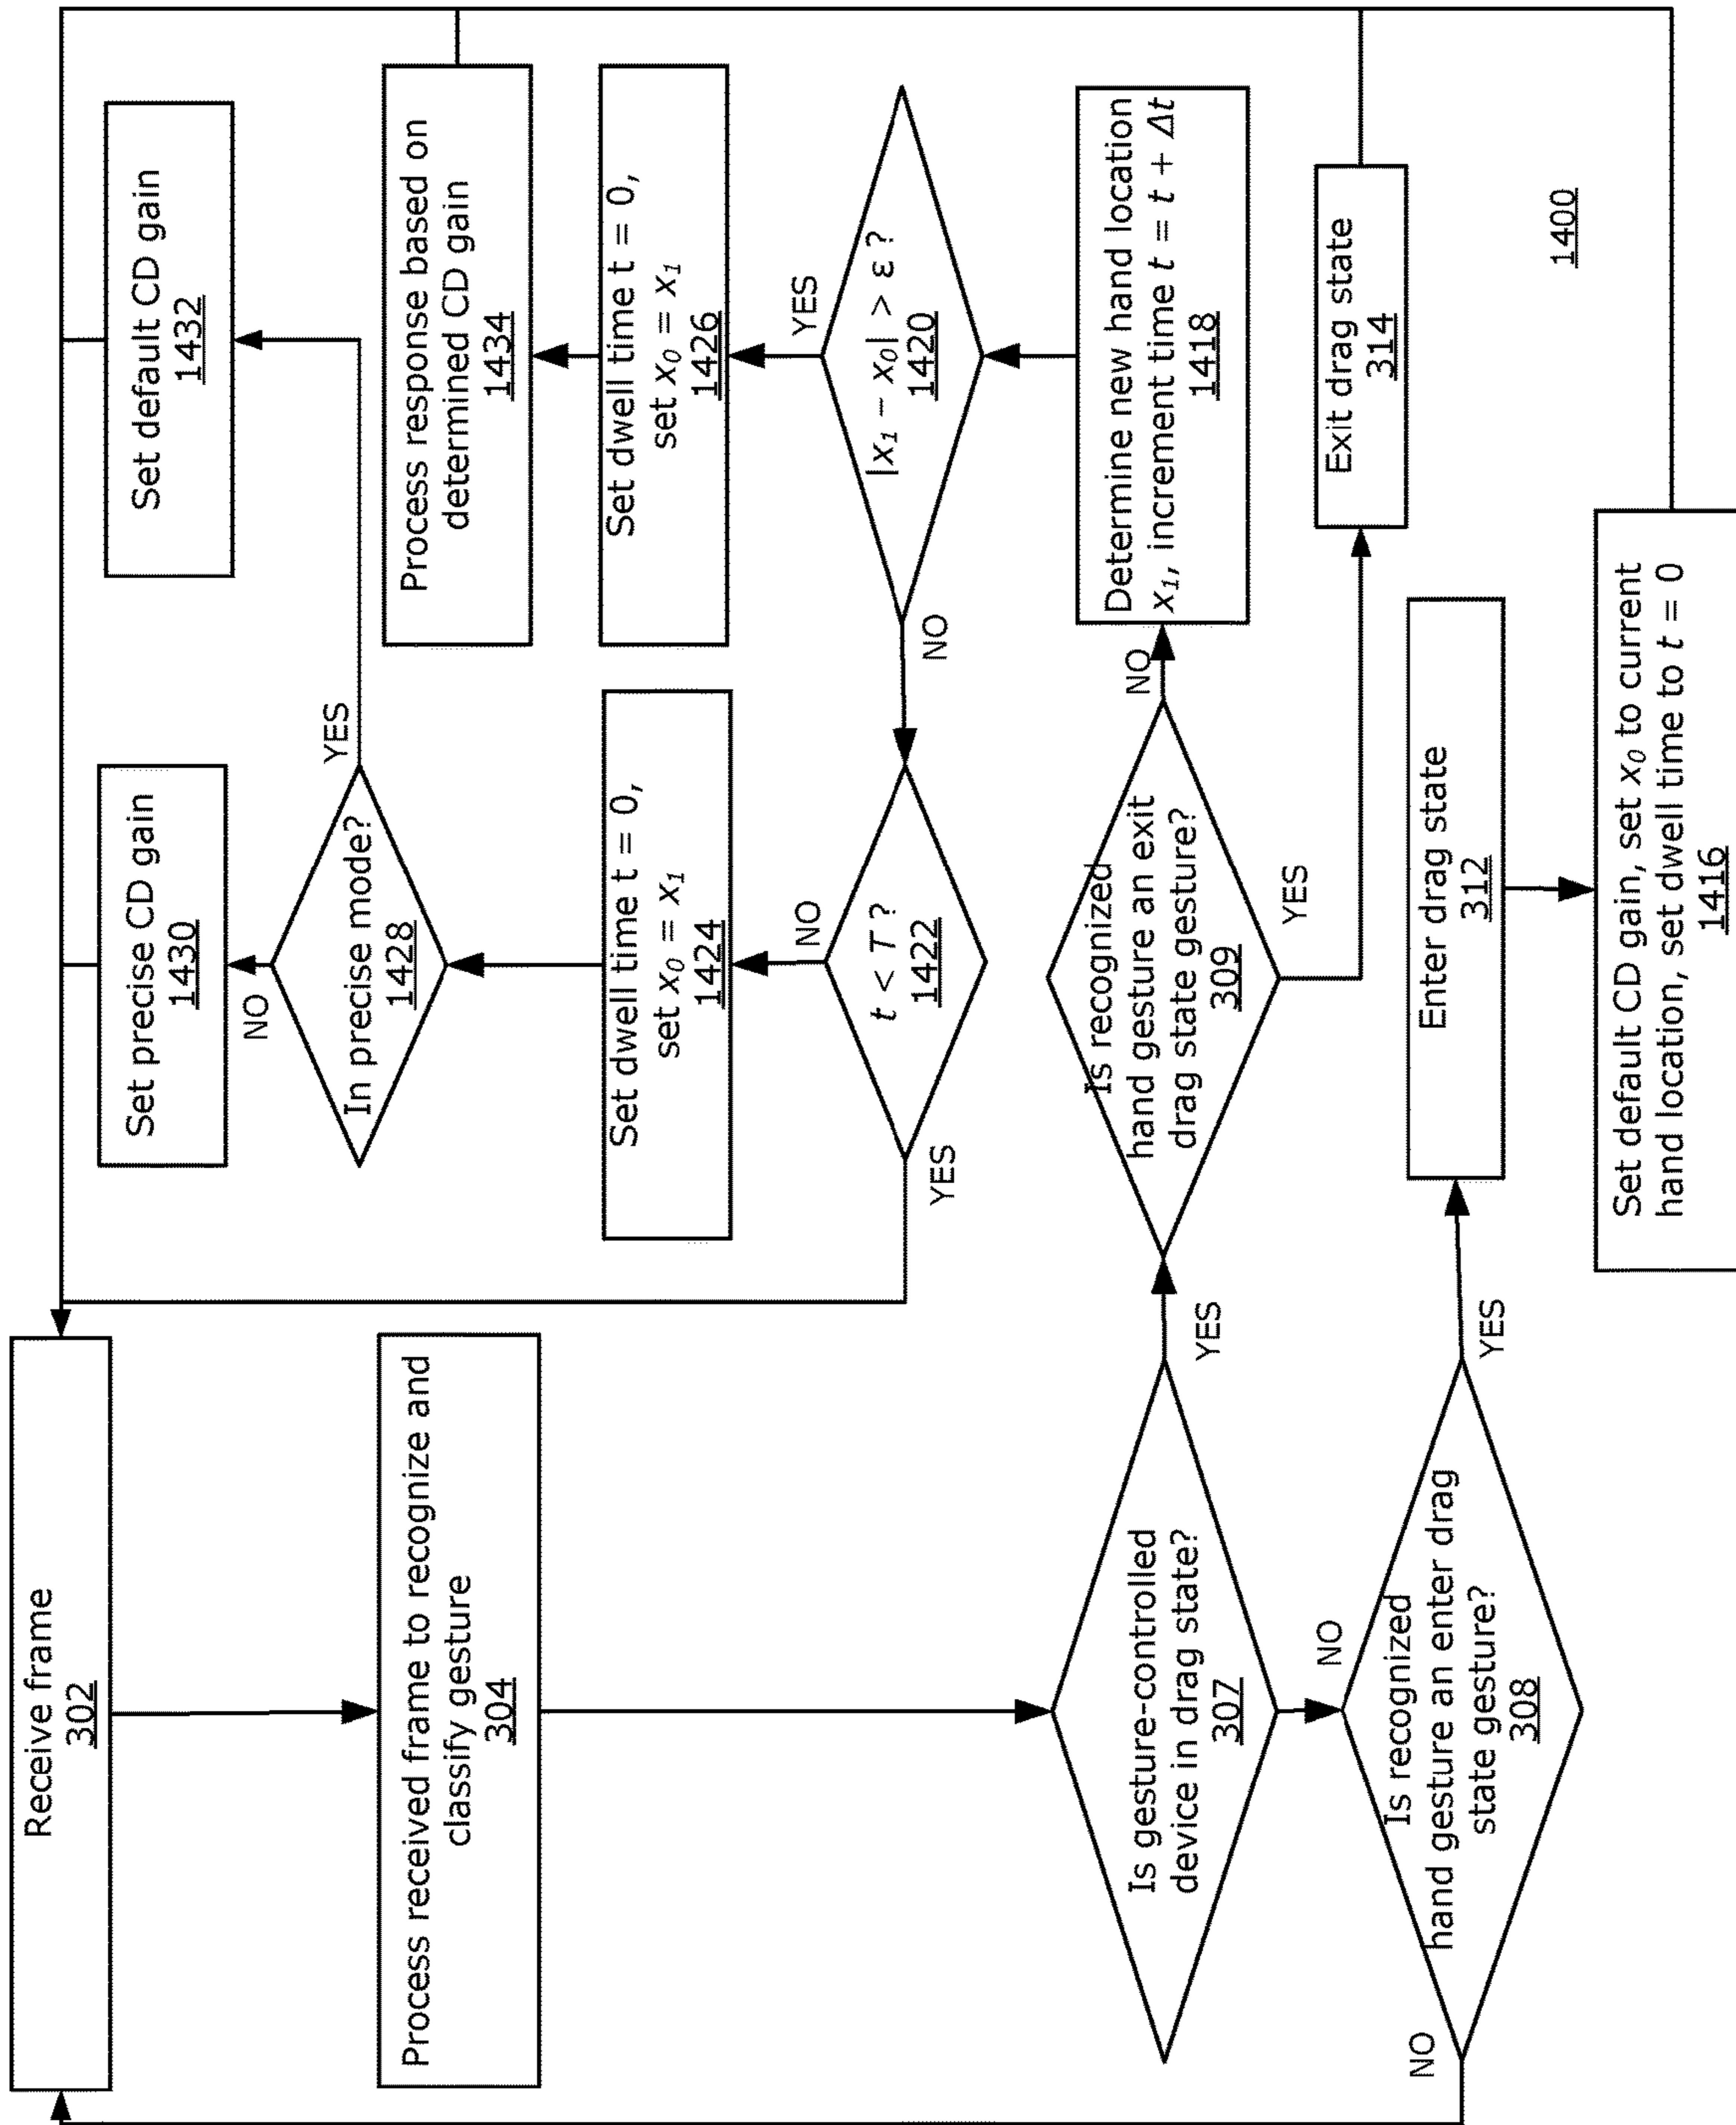 Receive frame
302
Process received frame to recognize and
classify gesture
304
Is gesture-controlled
device in drag state?
307
YES
NO
Is recognized
hand gesture an enter drag
state gesture?
308
NO
YES
Is recognized
hand gesture an exit
drag state gesture?
309
NO
YES
Enter drag state
312
Set default CD gain, set x₀ to current
hand location, set dwell time to t = 0
1416
Exit drag state
314
Determine new hand location
x₁, increment time t = t + Δt
1418
|x₁ − x₀| > ε ?
1420
YES
NO
t < T ?
1422
NO
YES
Set dwell time t = 0,
set x₀ = x₁
1424
Set dwell time t = 0,
set x₀ = x₁
1426
In precise mode?
1428
NO
YES
Set precise CD gain
1430
Set default CD gain
1432
Process response based on
determined CD gain
1434
1400